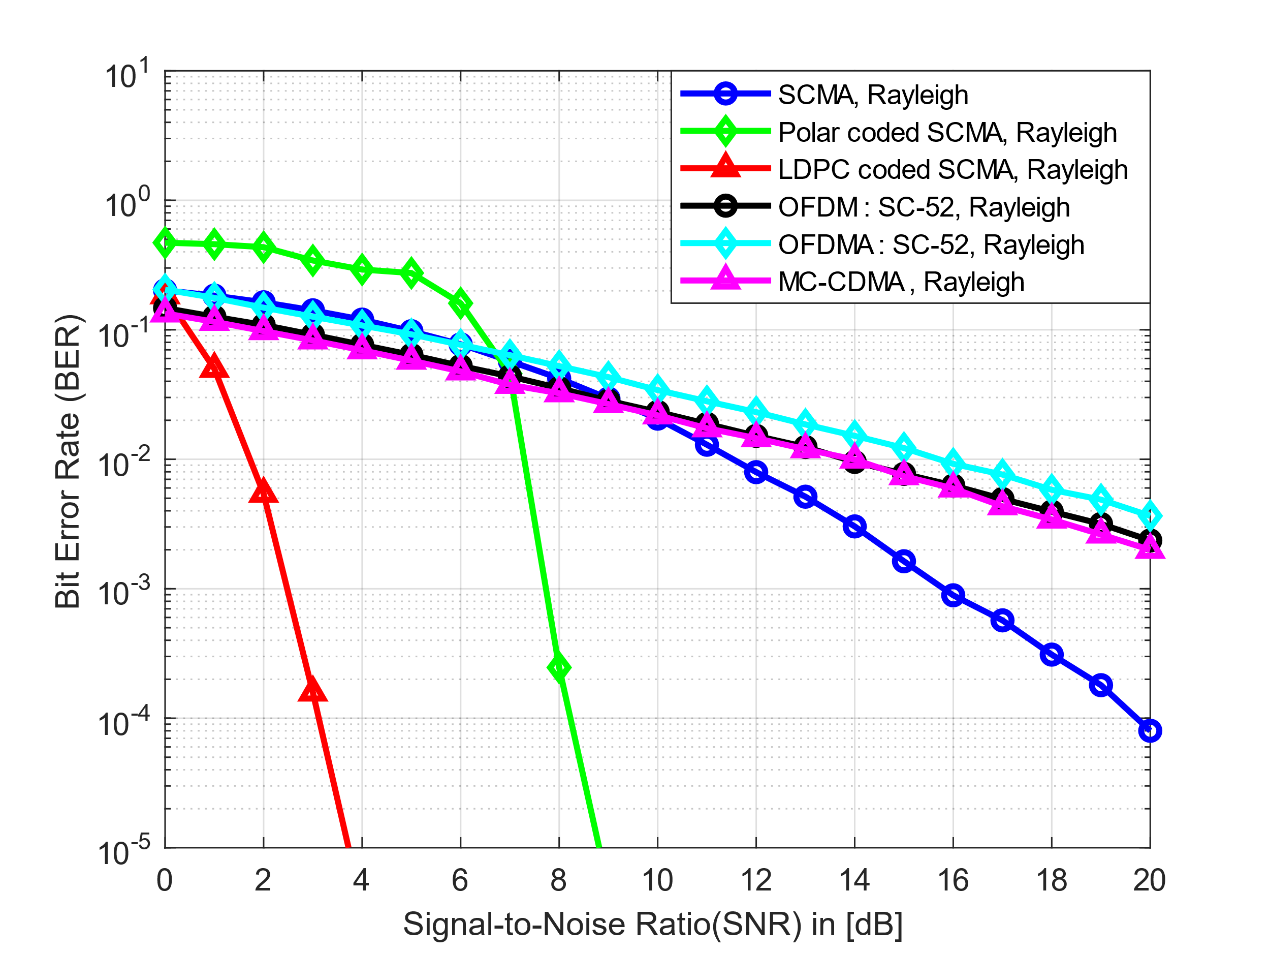 10^1
10^0
10^-1
10^-2
10^-3
10^-4
10^-5
Bit Error Rate (BER)
SCMA, Rayleigh
Polar coded SCMA, Rayleigh
LDPC coded SCMA, Rayleigh
OFDM : SC-52, Rayleigh
OFDMA : SC-52, Rayleigh
MC-CDMA , Rayleigh
0 2 4 6 8 10 12 14 16 18 20
Signal-to-Noise Ratio(SNR) in [dB]